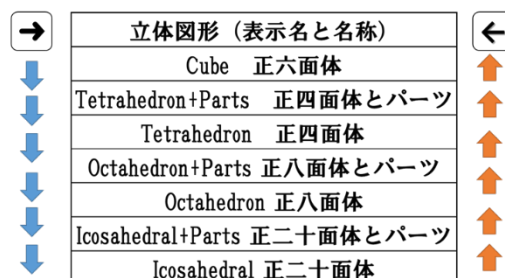 立体図形（表示名と名称）
Cube 正六面体
Tetrahedron+Parts 正四面体とパーツ
Tetrahedron 正四面体
Octahedron+Parts 正八面体とパーツ
Octahedron 正八面体
Icosahedral+Parts 正二十面体とパーツ
Icosahedral 正二十面体